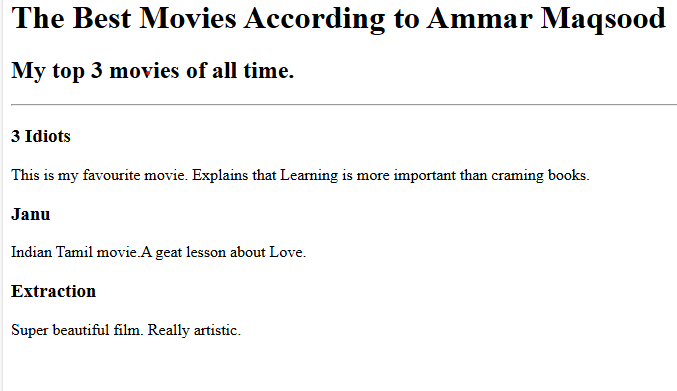 The Best Movies According to Ammar Maqsood
My top 3 movies of all time.
3 Idiots
This is my favourite movie. Explains that Learning is more important than craming books.
Janu
Indian Tamil movie.A geat lesson about Love.
Extraction
Super beautiful film. Really artistic.